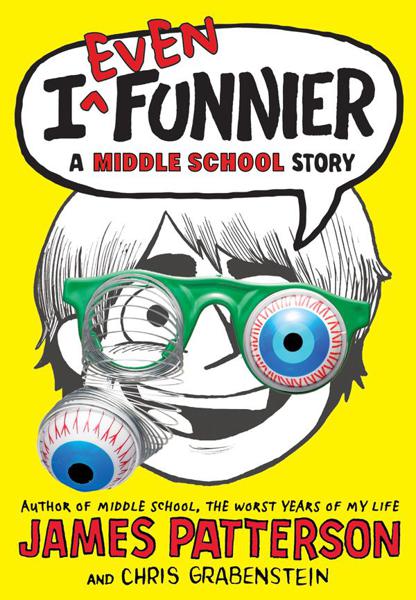 EVEN
I FUNNIER
A MIDDLE SCHOOL STORY
AUTHOR OF MIDDLE SCHOOL, THE WORST YEARS OF MY LIFE
JAMES PATTERSON
AND CHRIS GRABENSTEIN